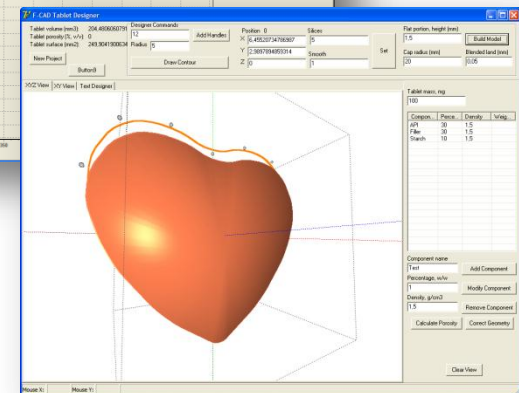 F-CAD Tablet Designer
Tablet volume (mm3) 204,4806060791
Tablet porosity (%, v/v) 0
Tablet surface (mm2) 249,9041900634
New Project
Button9
Designer Commands
12
Add Handles
Radius 5
Draw Contour
Position 0
X 6,45520734786987
Y 2,9897894859314
Z 0
Slices
5
Smooth
1
Set
Flat portion, height (mm)
1,5
Build Model
Cap radius (mm)
20
Blended land (mm)
0,05
XYZ View XY View Text Designer
Tablet mass, mg
100
Compon... Perce... Density Weig...
API 30 1,5
Filler 30 1,5
Starch 10 1,5
Component name
Text
Add Component
Percentage, w/w
1
Modify Component
Density, g/cm3
1,5
Remove Component
Calculate Porosity Correct Geometry
Clear View
Mouse X: Mouse Y: